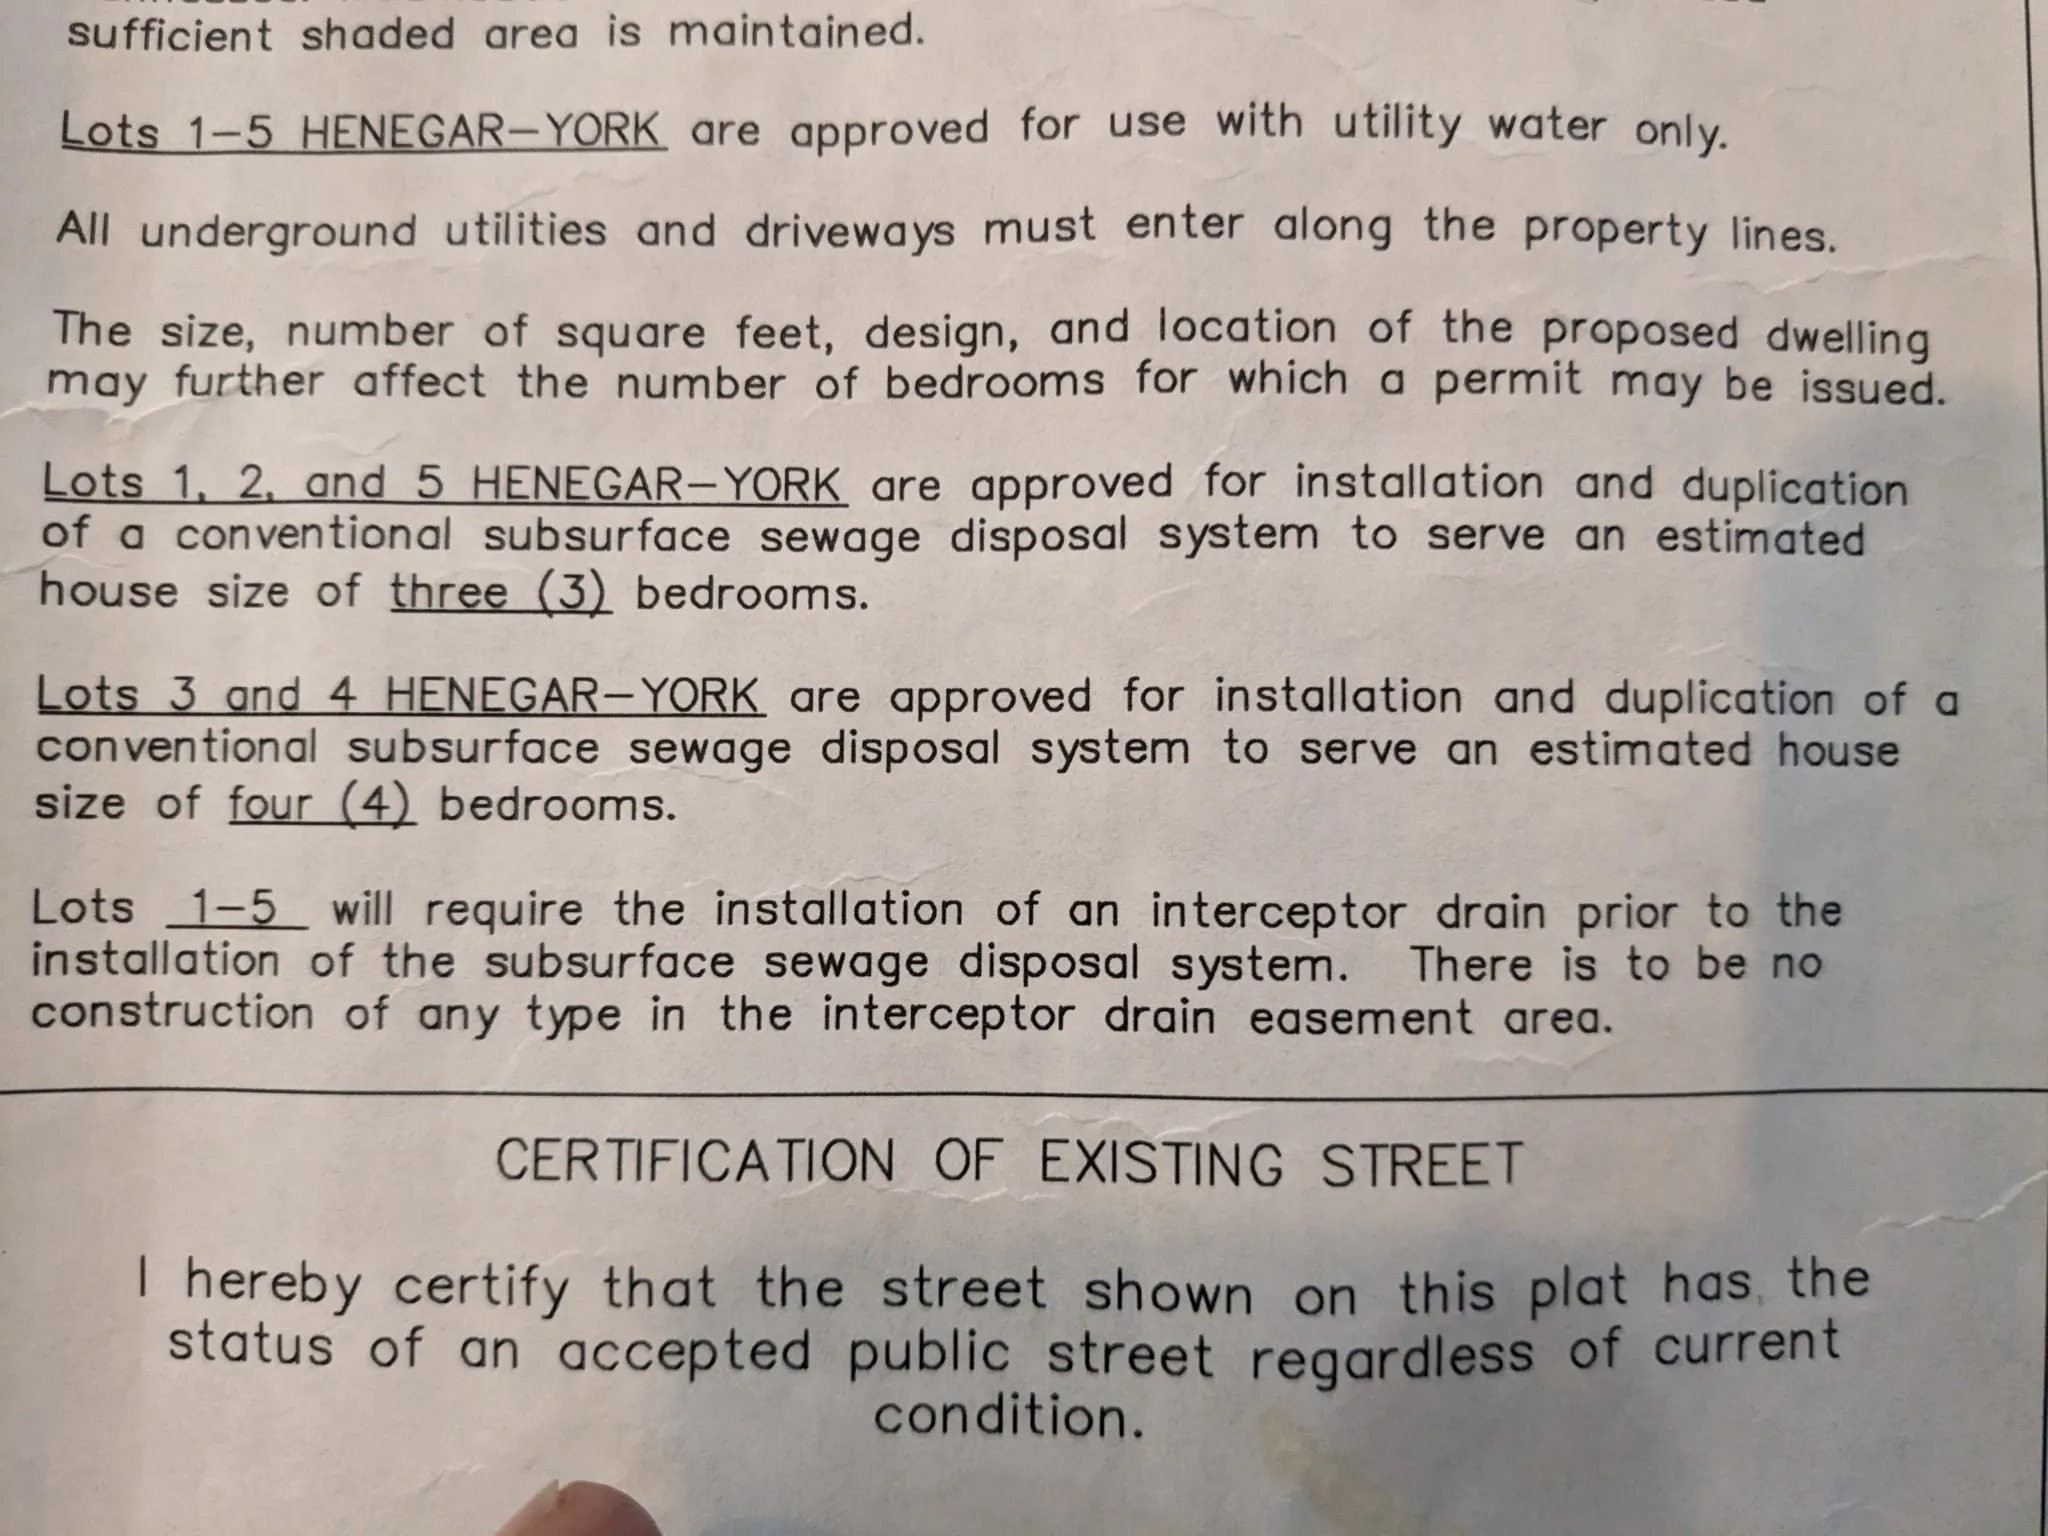 sufficient shaded area is maintained.
Lots 1-5 HENEGAR-YORK are approved for use with utility water only.
All underground utilities and driveways must enter along the property lines.
The size, number of square feet, design, and location of the proposed dwelling
may further affect the number of bedrooms for which a permit may be issued.
Lots 1, 2, and 5 HENEGAR-YORK are approved for installation and duplication
of a conventional subsurface sewage disposal system to serve an estimated
house size of three (3) bedrooms.
Lots 3 and 4 HENEGAR-YORK are approved for installation and duplication of a
conventional subsurface sewage disposal system to serve an estimated house
size of four (4) bedrooms.
Lots 1-5 will require the installation of an interceptor drain prior to the
installation of the subsurface sewage disposal system. There is to be no
construction of any type in the interceptor drain easement area.
CERTIFICATION OF EXISTING STREET
I hereby certify that the street shown on this plat has the
status of an accepted public street regardless of current
condition.